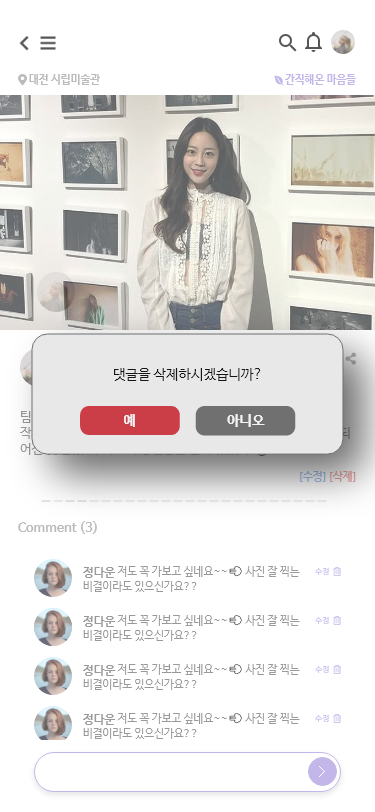 대전 시립미술관
간직해온 마음들
댓글을 삭제하시겠습니까?
예
아니오
팀
작
되
어
[수정] [삭제]
Comment (3)
정다운 저도 꼭 가보고 싶네요~~ 사진 잘 찍는
수정
비결이라도 있으신가요??
정다운 저도 꼭 가보고 싶네요~~ 사진 잘 찍는
수정
비결이라도 있으신가요??
정다운 저도 꼭 가보고 싶네요~~ 사진 잘 찍는
수정
비결이라도 있으신가요??
정다운 저도 꼭 가보고 싶네요~~ 사진 잘 찍는
수정
비결이라도 있으신가요??